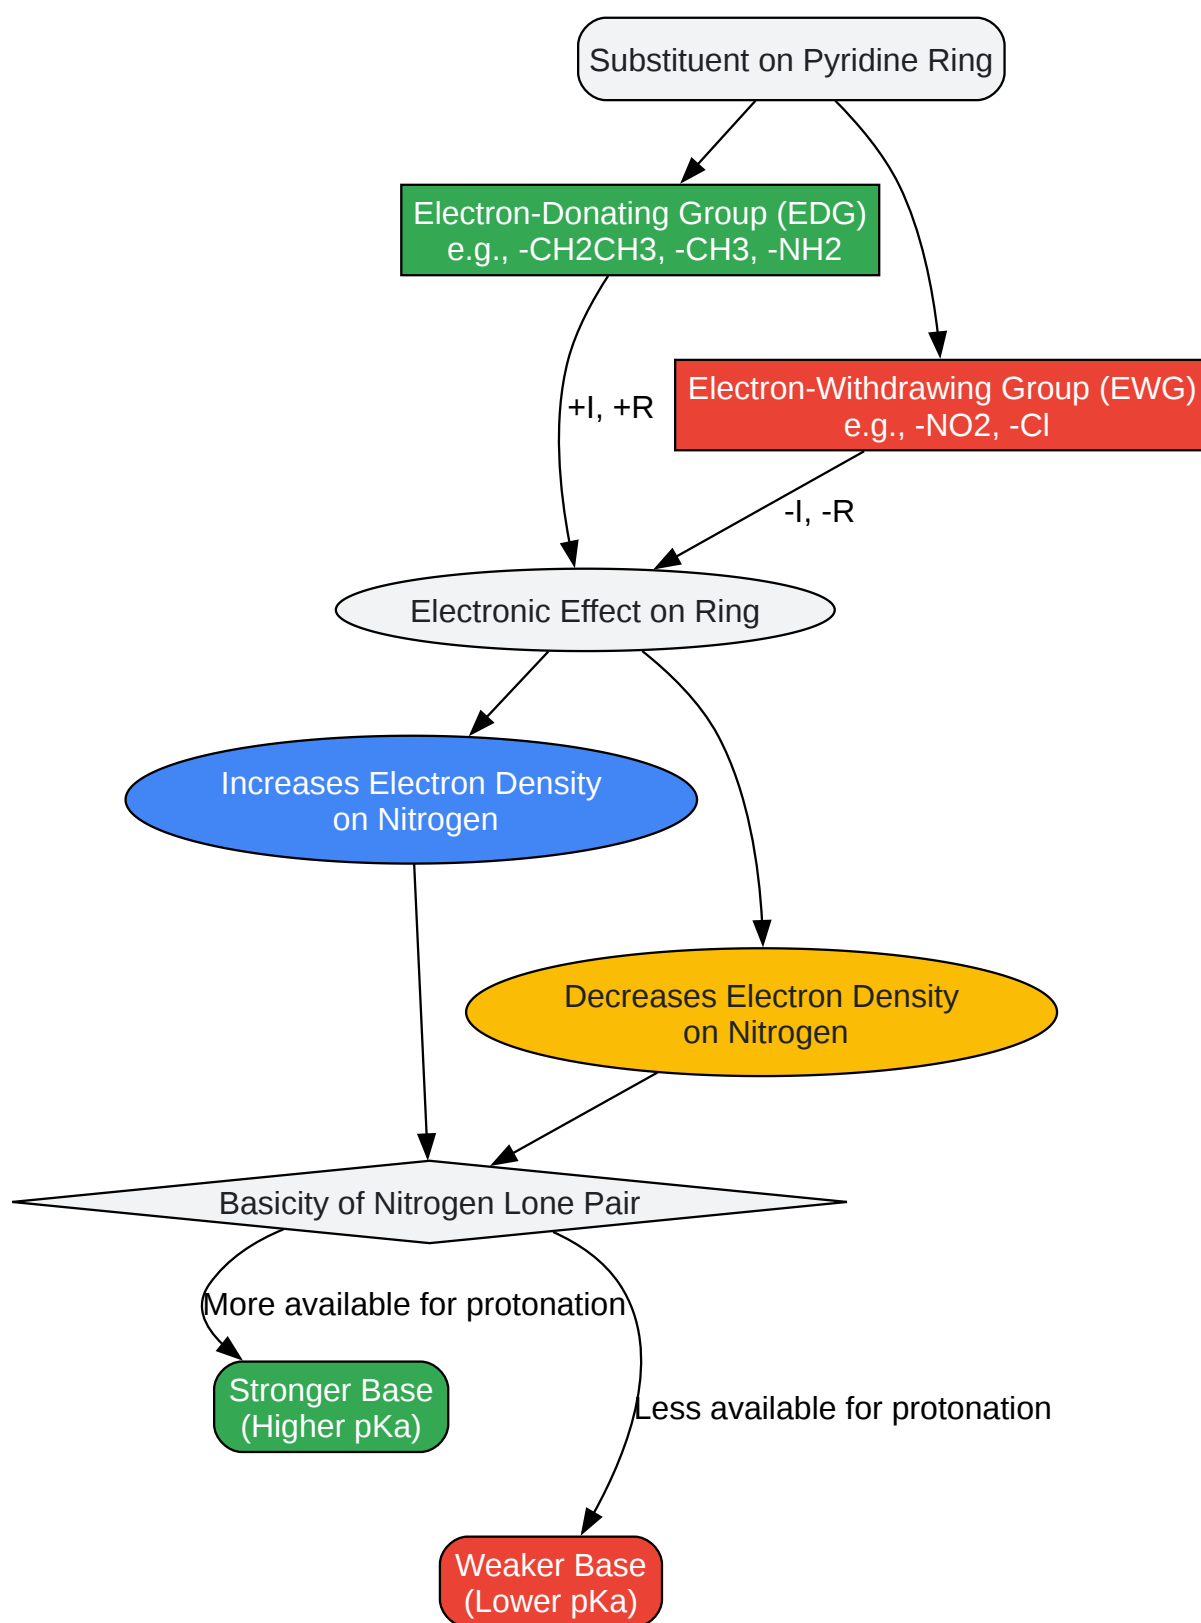 Substituent on Pyridine Ring
Electron-Donating Group (EDG)
e.g., -CH2CH3, -CH3, -NH2
Electron-Withdrawing Group (EWG)
e.g., -NO2, -Cl
+I, +R
-I, -R
Electronic Effect on Ring
Increases Electron Density
on Nitrogen
Decreases Electron Density
on Nitrogen
Basicity of Nitrogen Lone Pair
More available for protonation
Stronger Base
(Higher pKa)
Less available for protonation
Weaker Base
(Lower pKa)